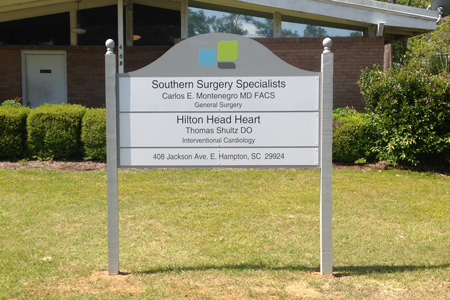 Southern Surgery Specialists
Carlos E. Montenegro MD FACS
General Surgery
Hilton Head Heart
Thomas Shultz DO
Interventional Cardiology
408 Jackson Ave. E. Hampton, SC 29924